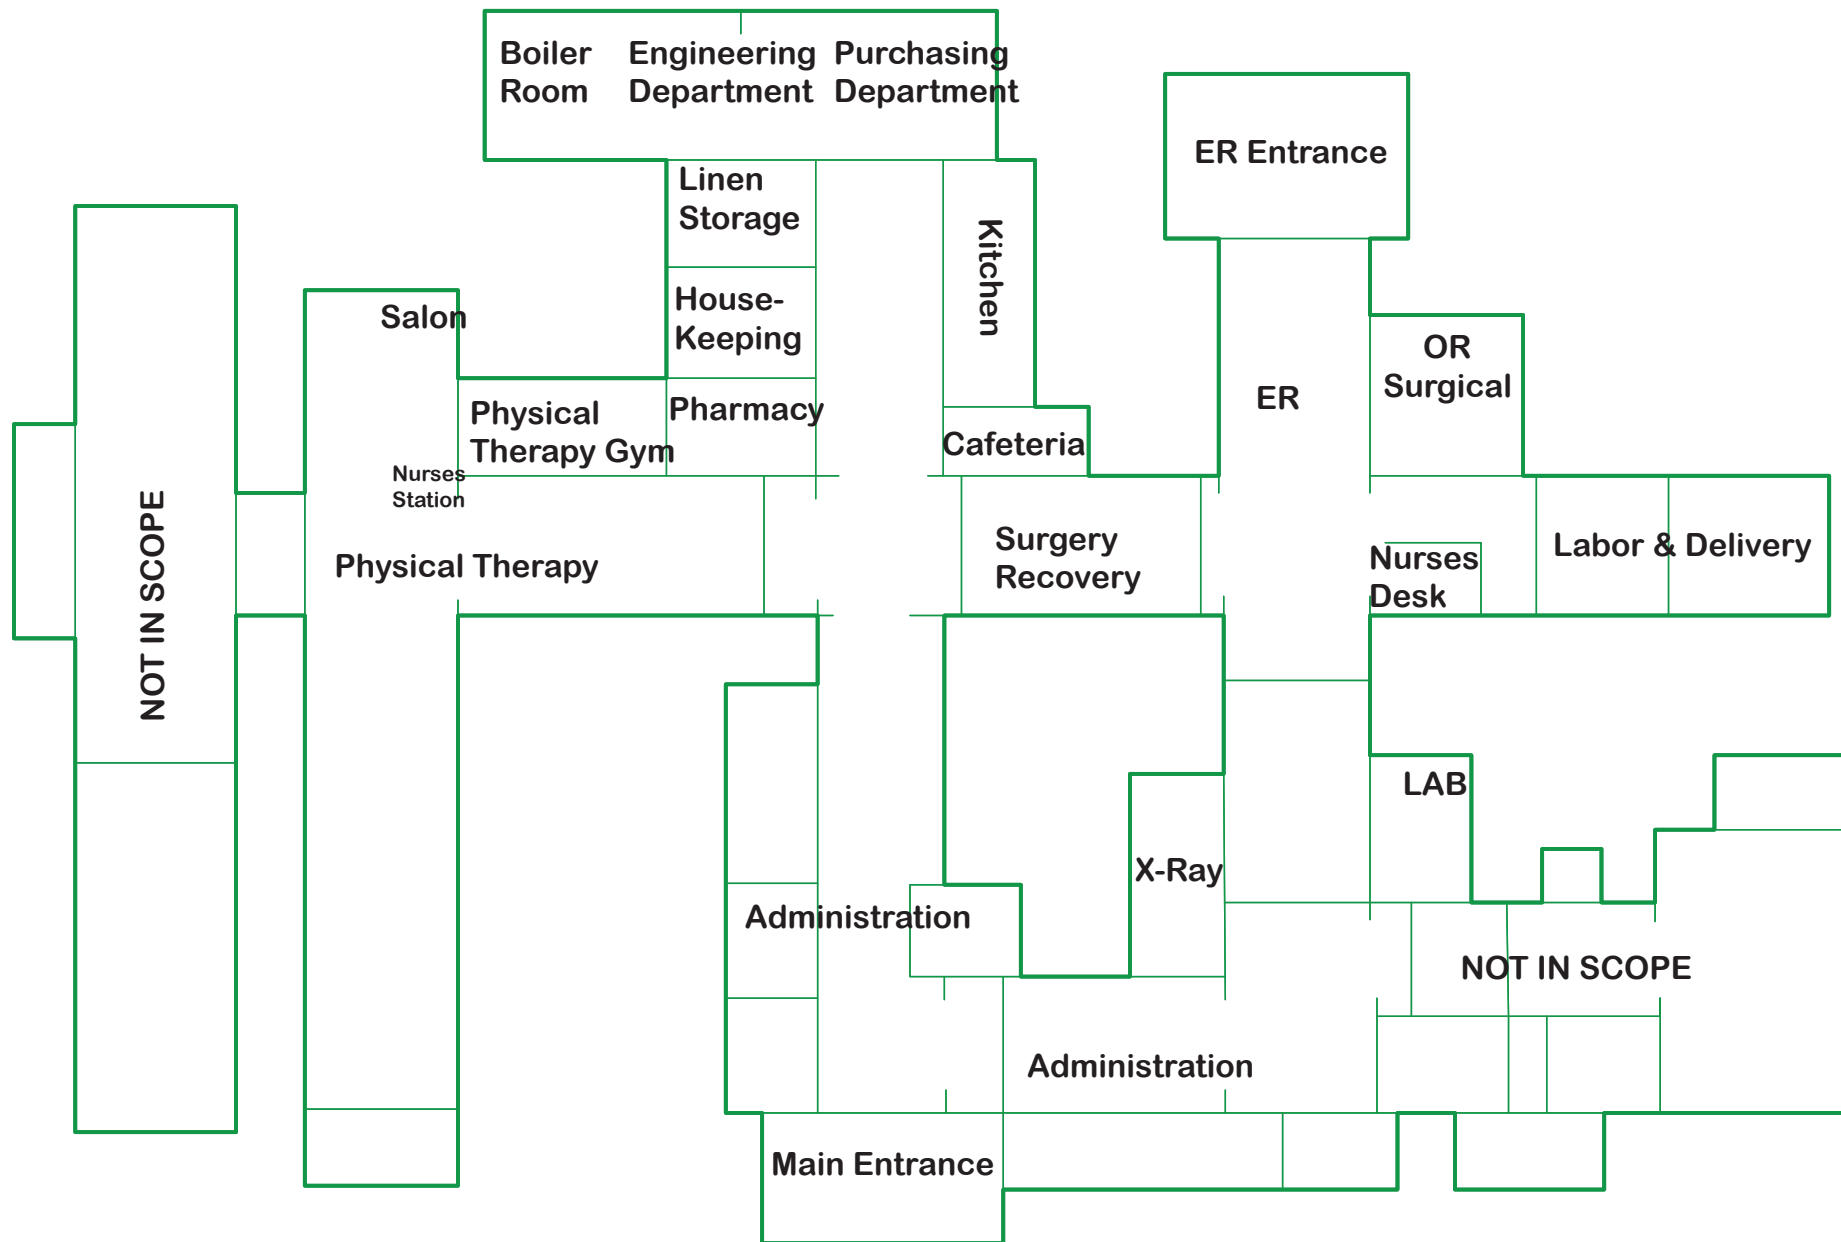 Boiler
Room
Engineering
Department
Purchasing
Department
ER Entrance
Linen
Storage
Kitchen
House-
Keeping
Salon
OR
Surgical
ER
Physical
Therapy Gym
Pharmacy
Cafeteria
Nurses
Station
NOT IN SCOPE
Physical Therapy
Surgery
Recovery
Nurses
Desk
Labor & Delivery
LAB
X-Ray
Administration
NOT IN SCOPE
Administration
Main Entrance